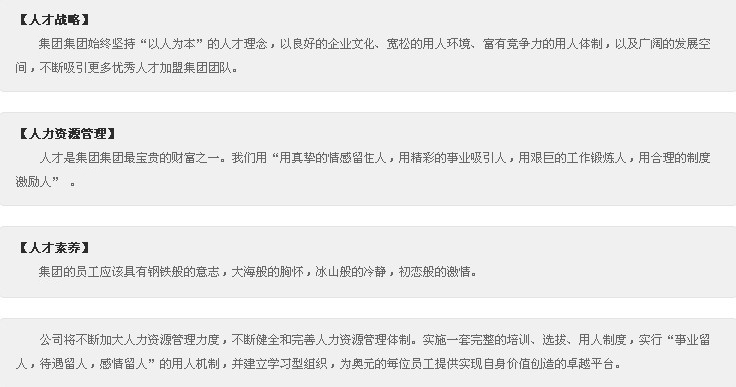 【人才战略】
集团集团始终坚持“以人为本”的人才理念，以良好的企业文化、宽松的用人环境、富有竞争力的用人体制，以及广阔的发展空
间，不断吸引更多优秀人才加盟集团团队。
【人力资源管理】
人才是集团集团最宝贵的财富之一。我们用“用真挚的情感留住人，用精彩的事业吸引人，用艰巨的工作锻炼人，用合理的制度
激励人” 。
【人才素养】
集团的员工应该具有钢铁般的意志，大海般的胸怀，冰山般的冷静，初恋般的激情。
公司将不断加大人力资源管理力度，不断健全和完善人力资源管理体制。实施一套完整的培训、选拔、用人制度，实行“事业留
人，待遇留人，感情留人”的用人机制，并建立学习型组织，为奥元的每位员工提供实现自身价值创造的卓越平台。